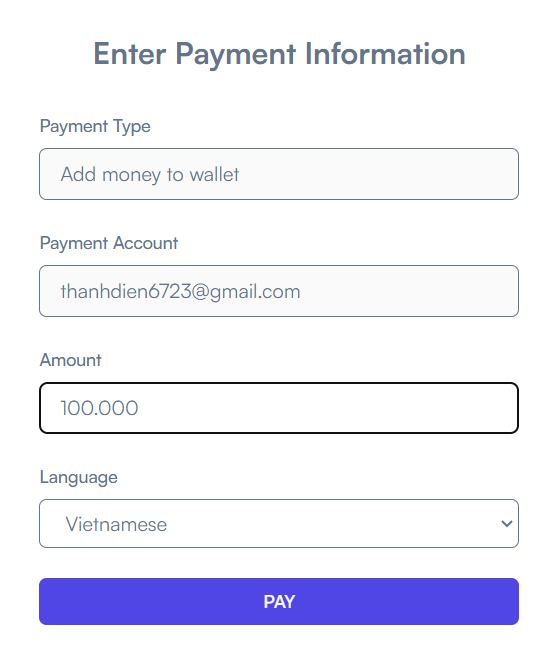 Enter Payment Information
Payment Type
Add money to wallet
Payment Account
thanhdien6723@gmail.com
Amount
100.000
Language
Vietnamese
PAY